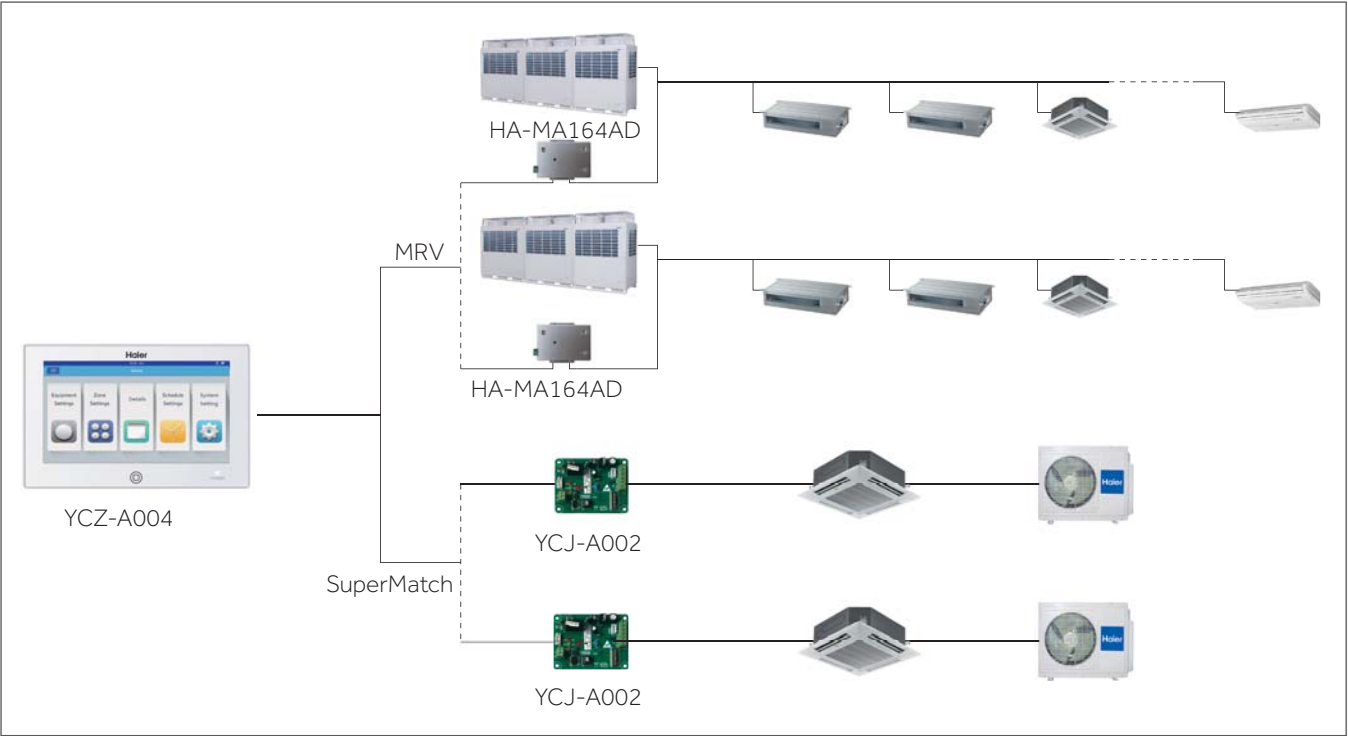 HA-MA164AD
MRV
HA-MA164AD
Haier
Equipment
Settings
Zone
Settings
Details
Schedule
Settings
System
Setting
YCZ-A004
Haier
YCJ-A002
SuperMatch
Haier
YCJ-A002